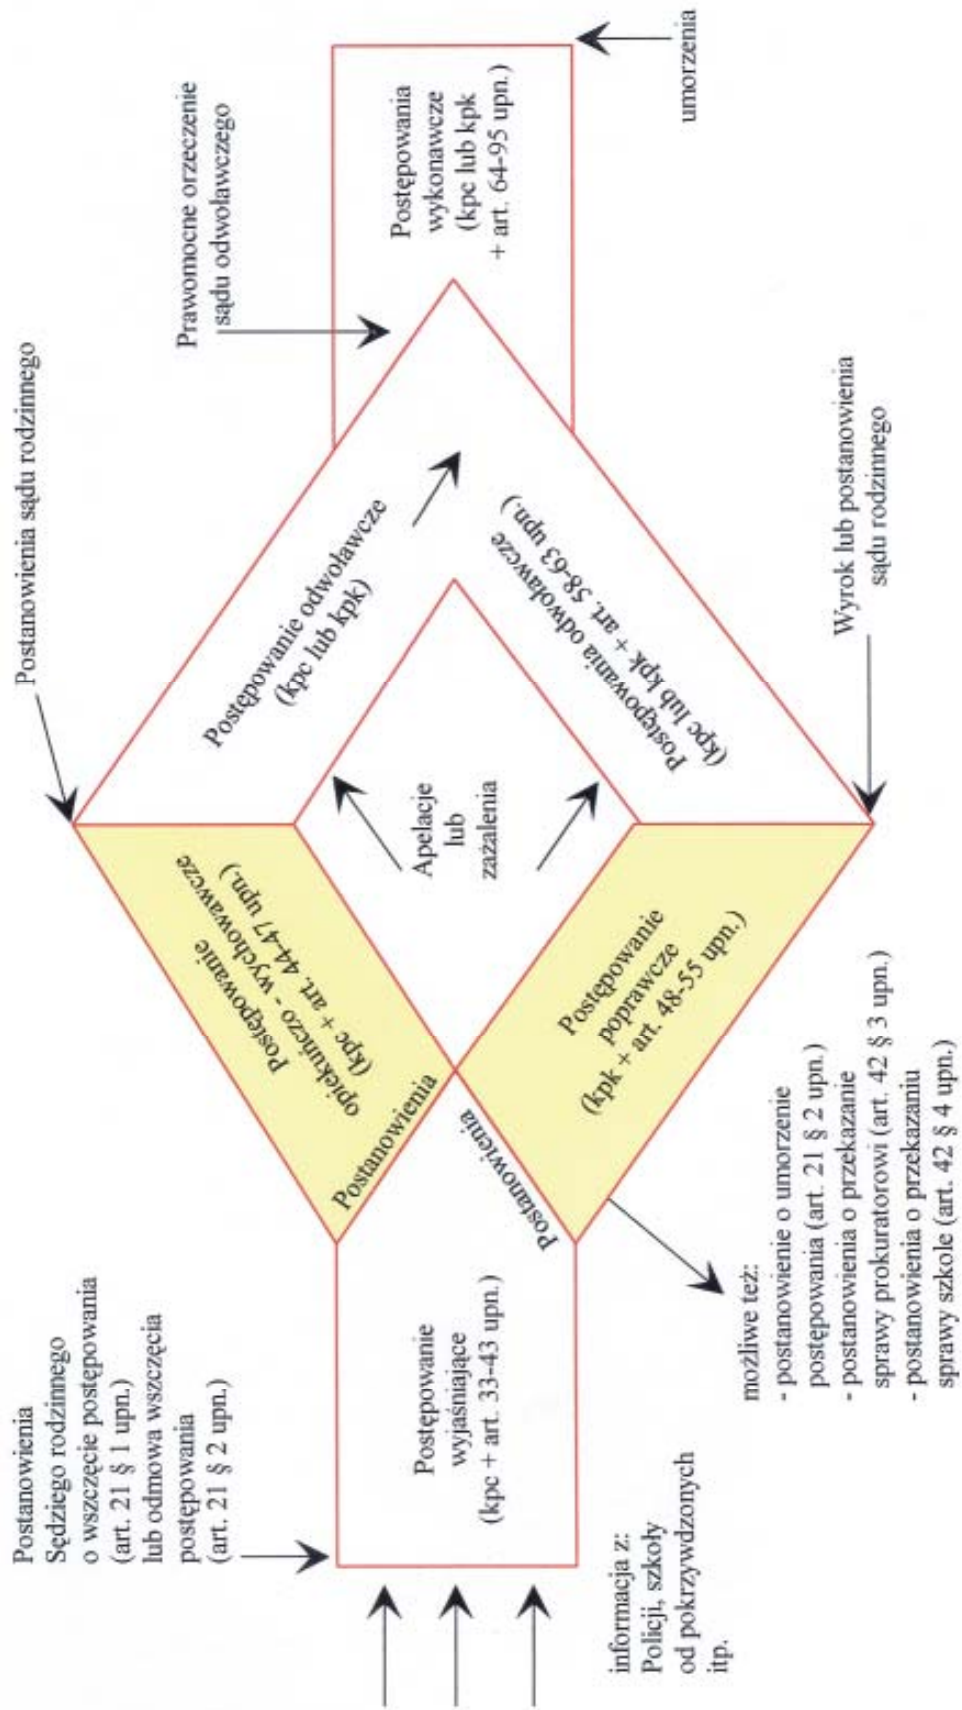 Postanowienia
Sędziego rodzinnego
o wszczęcie postępowania
(art. 21 § 1 upn.)
lub odmowa wszczęcia
postępowania
(art. 21 § 2 upn.)
Postanowienia sądu rodzinnego
Prawomocne orzeczenie
sądu odwoławczego
Postępowanie
opiekuńczo - wychowawcze
(kpc + art. 44-47 upn.)
Postępowanie odwoławcze
(kpc lub kpk)
Postępowanie
wyjaśniające
(kpc + art. 33-43 upn.)
Postanowienia
Postanowienia
Apelacje
lub
zażalenia
Postępowania
wykonawcze
(kpc lub kpk
+ art. 64-95 upn.)
Postępowanie
poprawcze
(kpk + art. 48-55 upn.)
Postępowania odwoławcze
(kpc lub kpk + art. 58-63 upn.)
informacja z:
Policji, szkoły
od pokrzywdzonych
itp.
możliwe też:
- postanowienie o umorzenie
postępowania (art. 21 § 2 upn.)
- postanowienia o przekazanie
sprawy prokuratorowi (art. 42 § 3 upn.)
- postanowienia o przekazaniu
sprawy szkole (art. 42 § 4 upn.)
Wyrok lub postanowienia
sądu rodzinnego
umorzenia